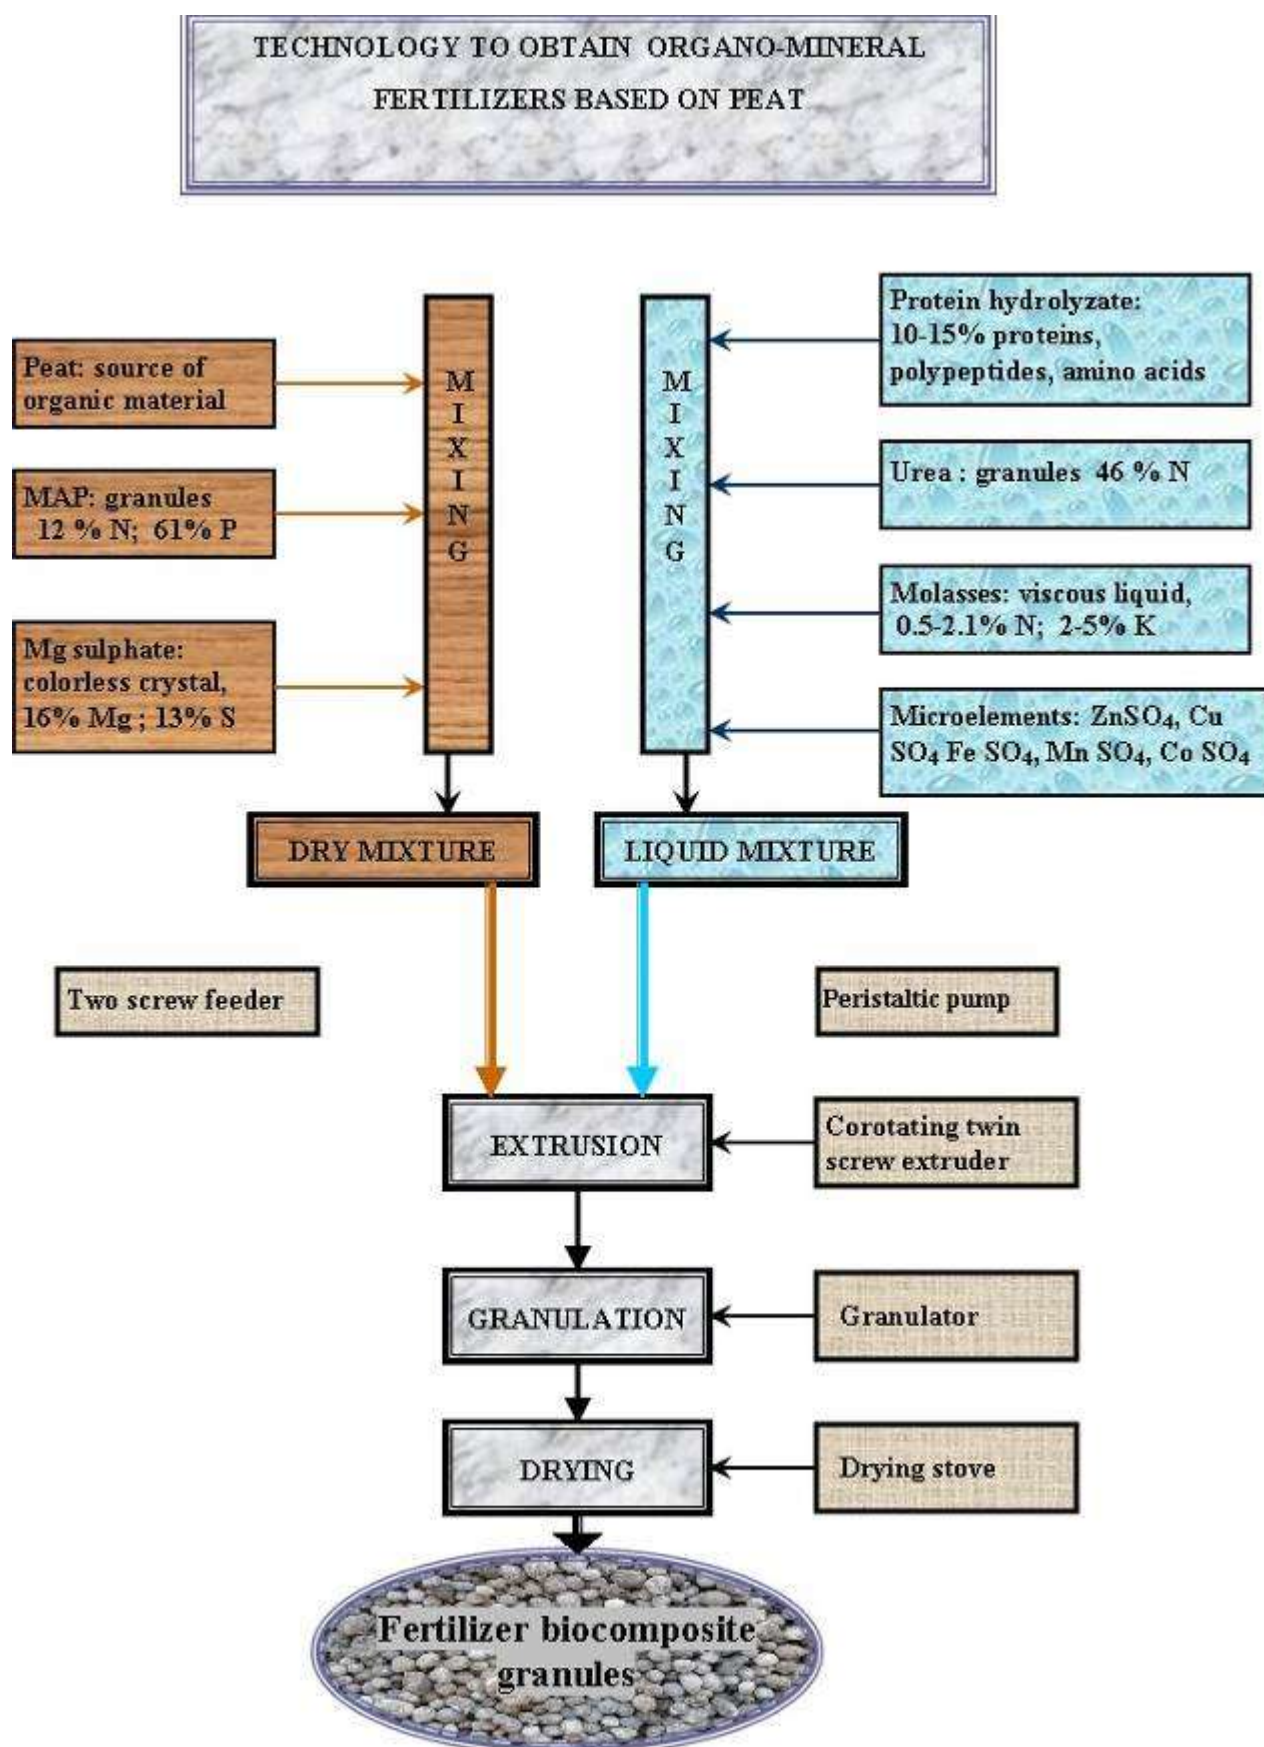 TECHNOLOGY TO OBTAIN ORGANO-MINERAL
FERTILIZERS BASED ON PEAT
Peat: source of
organic material
MAP: granules
12 % N; 61% P
Mg sulphate:
colorless crystal,
16% Mg ; 13% S
MIXING
MIXING
Protein hydrolyzate:
10-15% proteins,
polypeptides, amino acids
Urea : granules 46 % N
Molasses: viscous liquid,
0.5-2.1% N; 2-5% K
Microelements: ZnSO4, Cu
SO4 Fe SO4, Mn SO4, Co SO4
DRY MIXTURE
LIQUID MIXTURE
Two screw feeder
Peristaltic pump
EXTRUSION
Corotating twin
screw extruder
GRANULATION
Granulator
DRYING
Drying stove
Fertilizer biocomposite
granules